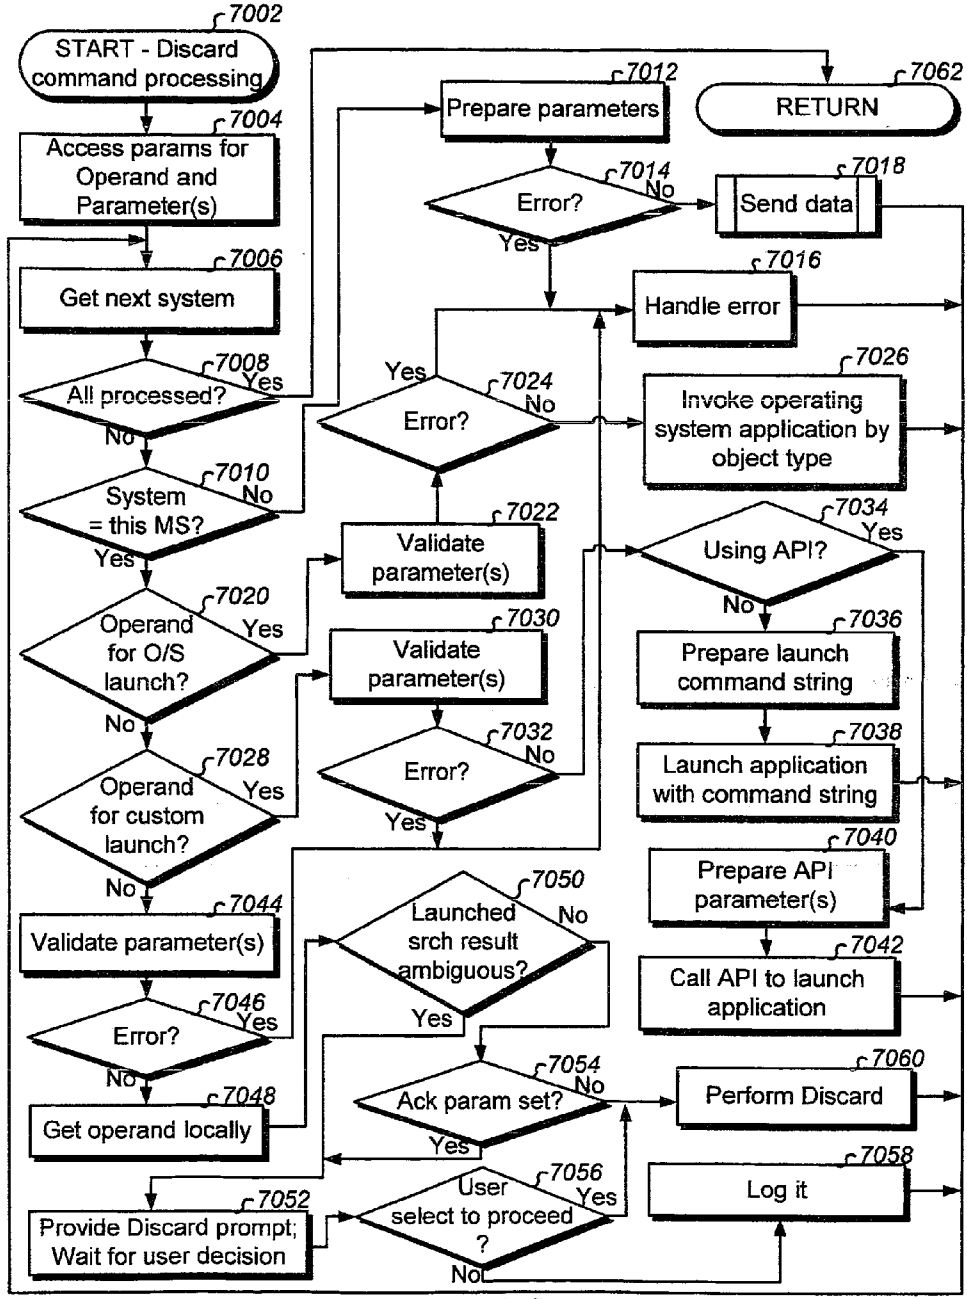 7002
START - Discard
command processing
7004
Access params for
Operand and
Parameter(s)
7006
Get next system
7008
All processed?
Yes
No
7010
System
= this MS?
No
Yes
7020
Operand
for O/S
launch?
Yes
No
7028
Operand
for custom
launch?
Yes
No
7044
Validate parameter(s)
7046
Error?
Yes
No
7048
Get operand locally
7052
Provide Discard prompt;
Wait for user decision
7012
Prepare parameters
7014
Error?
No
Yes
7018
Send data
7062
RETURN
7016
Handle error
7024
Error?
Yes
No
7026
Invoke operating
system application by
object type
7022
Validate
parameter(s)
7030
Validate
parameter(s)
7032
Error?
No
Yes
7034
Using API?
Yes
No
7036
Prepare launch
command string
7038
Launch application
with command string
7040
Prepare API
parameter(s)
7042
Call API to launch
application
7050
Launched
srch result
ambiguous?
No
Yes
7054
Ack param set?
No
Yes
7060
Perform Discard
7056
User
select to proceed
?
Yes
No
7058
Log it